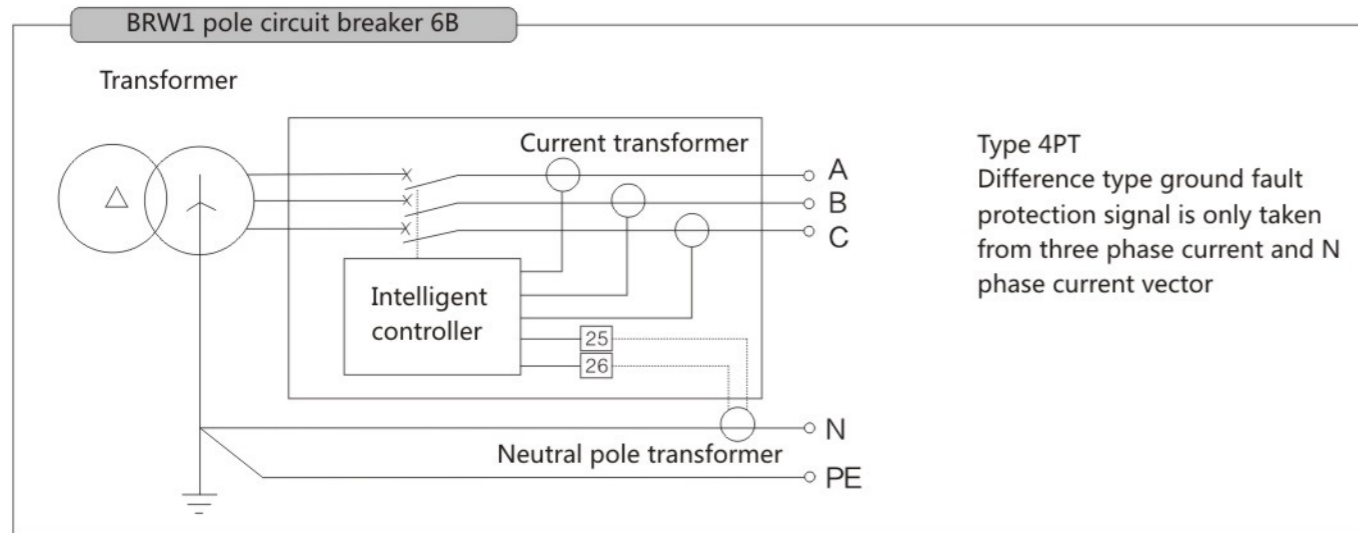 BRW1 pole circuit breaker 6B
Transformer
Current transformer
A
B
C
Intelligent
controller
25
26
N
Neutral pole transformer
PE
Type 4PT
Difference type ground fault
protection signal is only taken
from three phase current and N
phase current vector